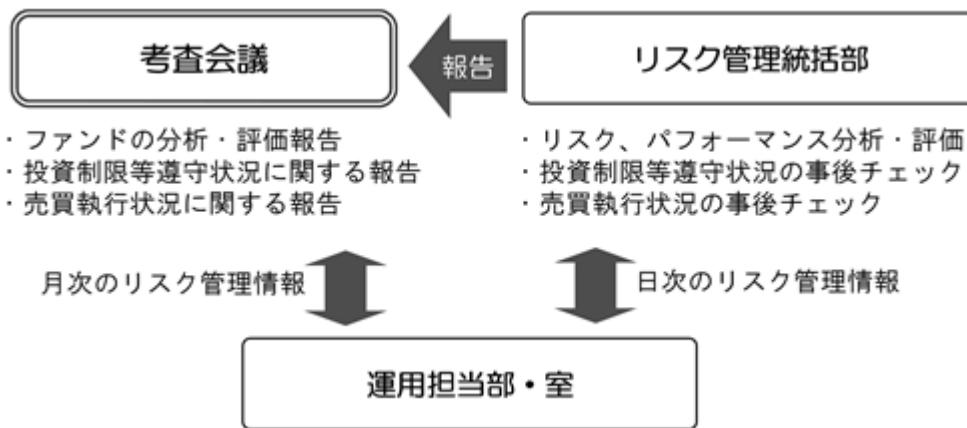 考査会議
報告
リスク管理統括部
・ファンドの分析・評価報告
・投資制限等遵守状況に関する報告
・売買執行状況に関する報告
・リスク、パフォーマンス分析・評価
・投資制限等遵守状況の事後チェック
・売買執行状況の事後チェック
月次のリスク管理情報
日次のリスク管理情報
運用担当部・室